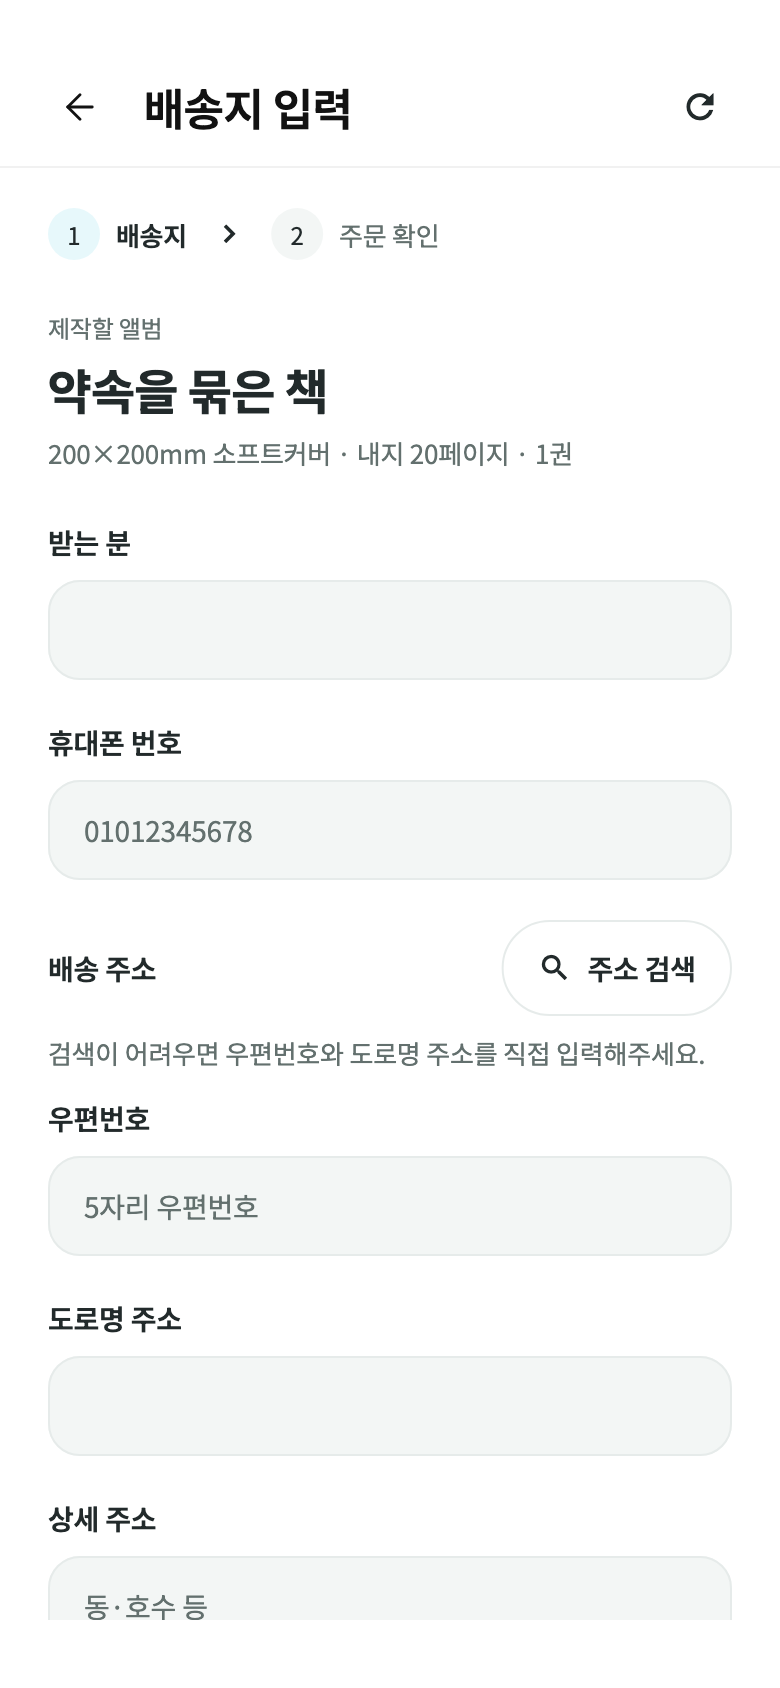 배송지 입력
1 배송지 2 주문 확인
제작할 앨범
약속을 묶은 책
200×200mm 소프트커버 · 내지 20페이지 · 1권
받는 분
휴대폰 번호
01012345678
배송 주소 주소 검색
검색이 어려우면 우편번호와 도로명 주소를 직접 입력해주세요.
우편번호
5자리 우편번호
도로명 주소
상세 주소
동·호수 등